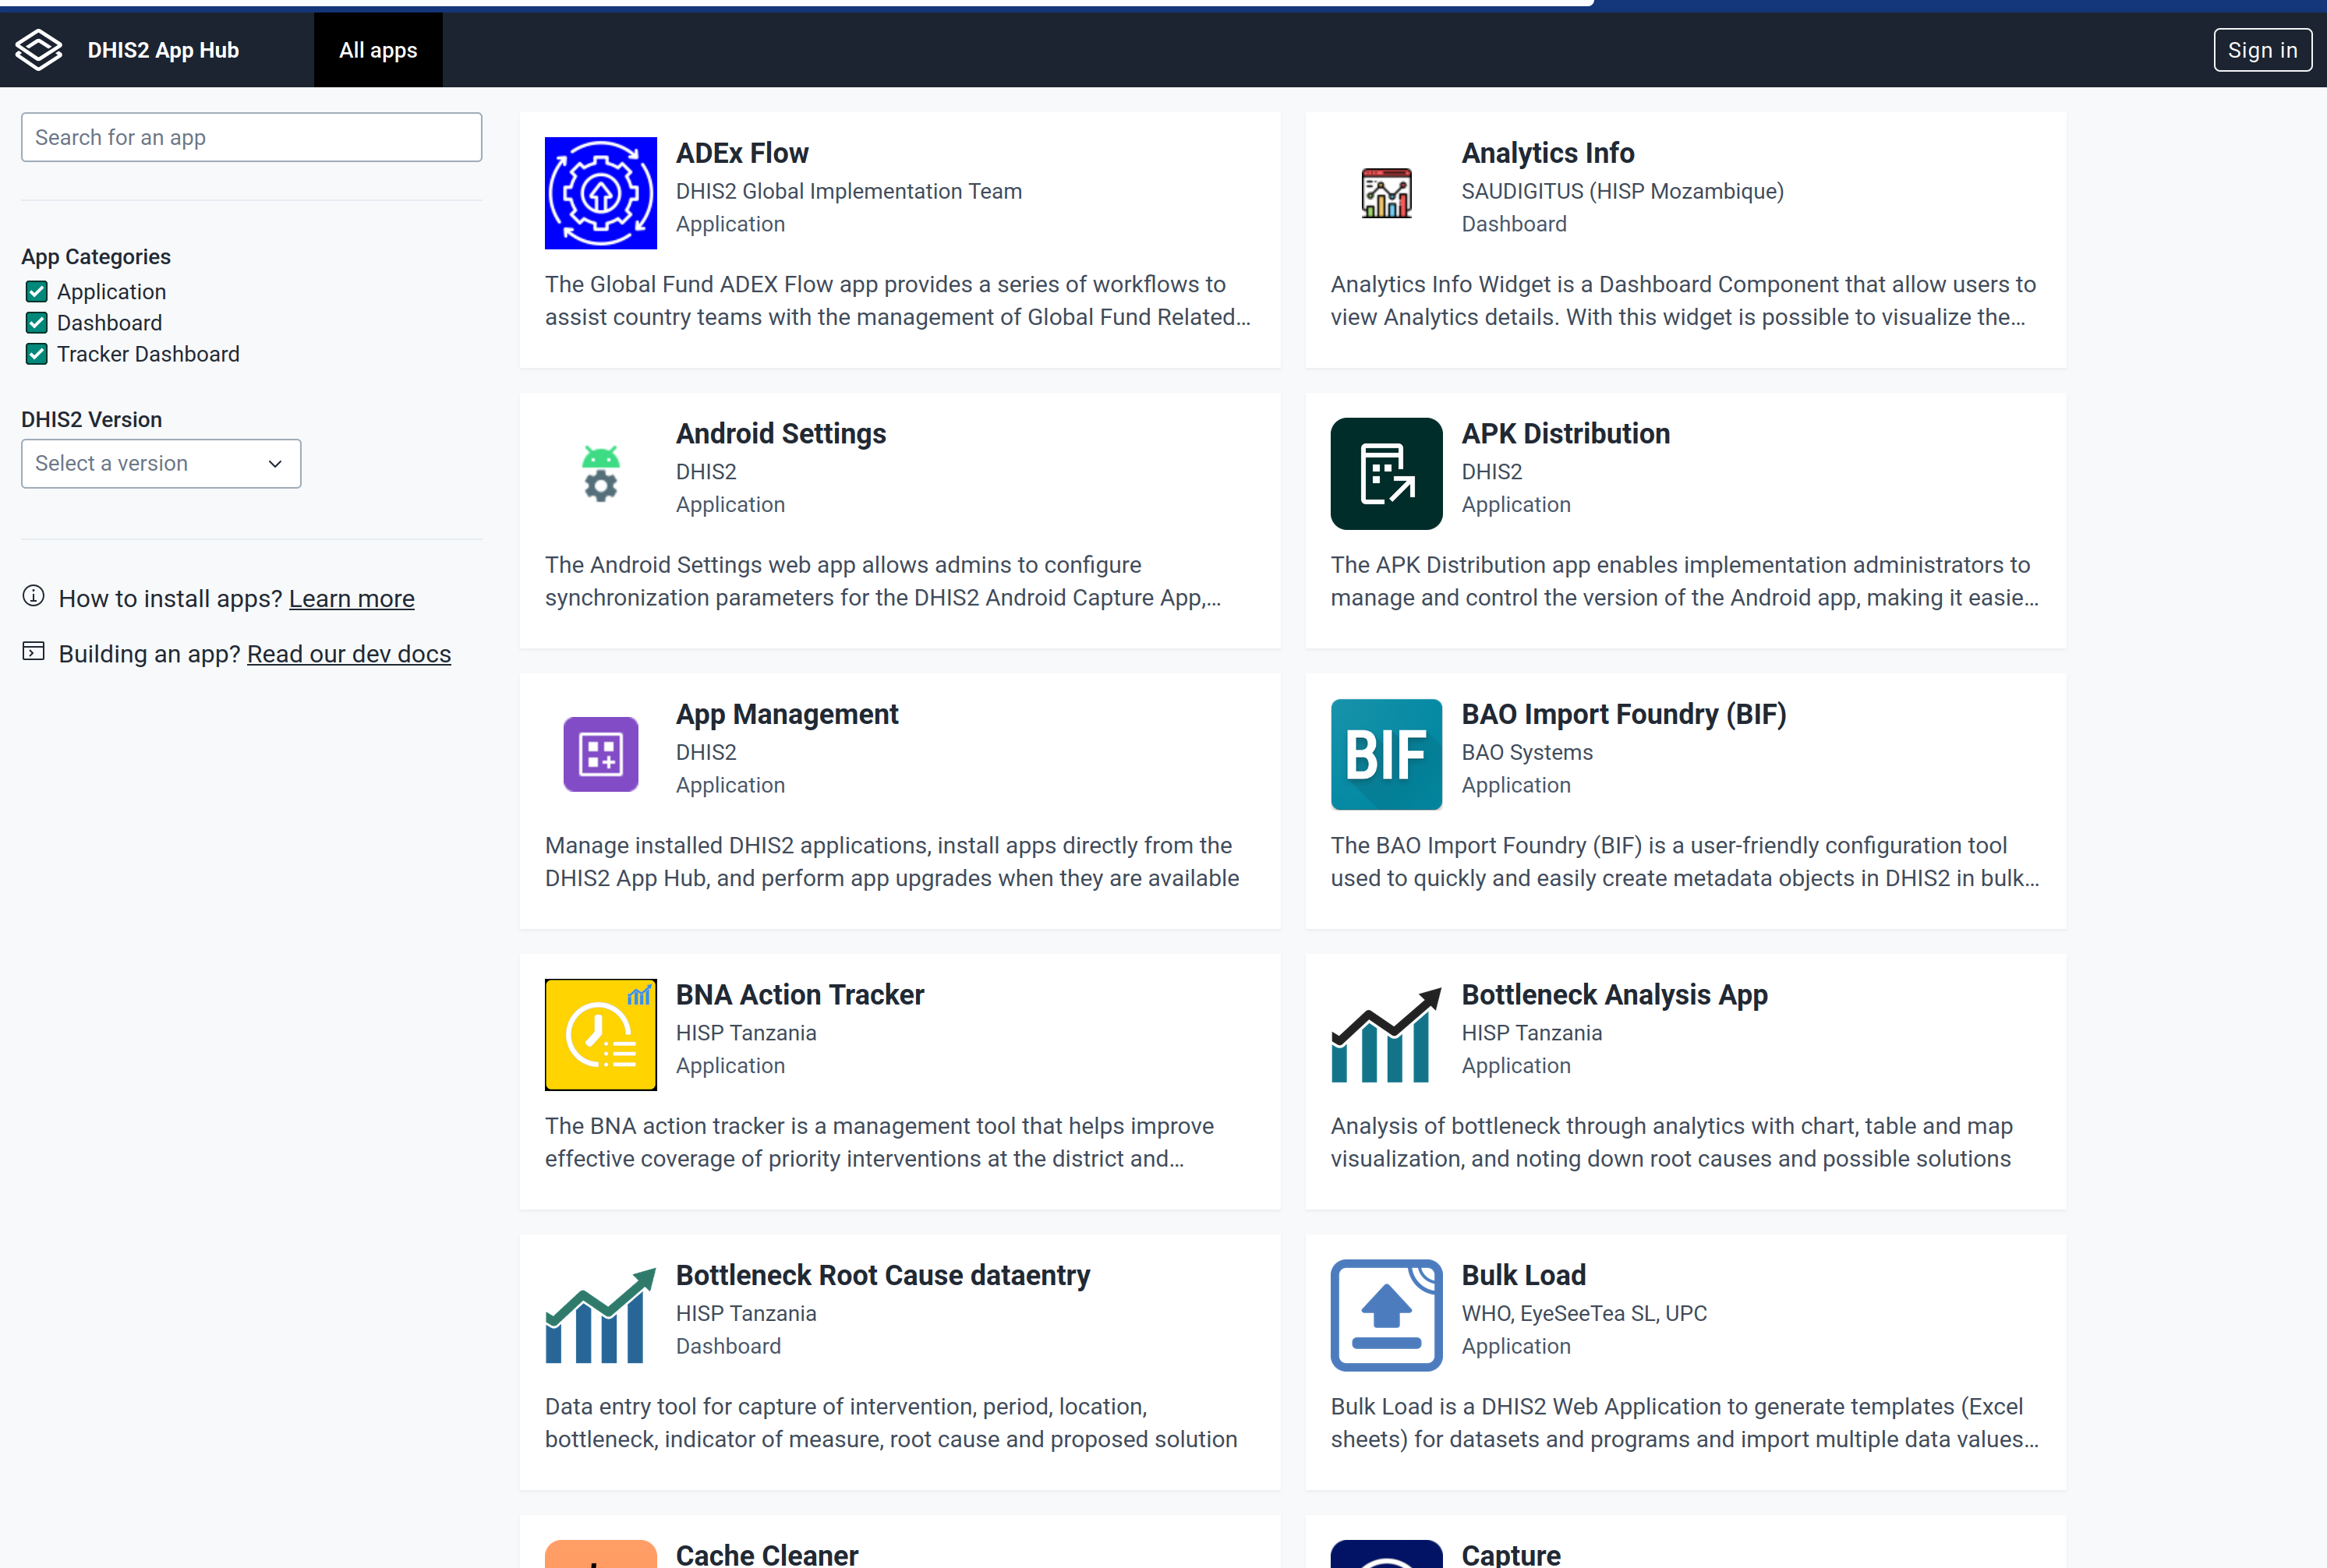 DHIS2 App Hub
All apps
Sign in
Search for an app
App Categories
Application
Dashboard
Tracker Dashboard
DHIS2 Version
Select a version
How to install apps? Learn more
Building an app? Read our dev docs
ADEx Flow
DHIS2 Global Implementation Team
Application
The Global Fund ADEX Flow app provides a series of workflows to
assist country teams with the management of Global Fund Related...
Analytics Info
SAUDIGITUS (HISP Mozambique)
Dashboard
Analytics Info Widget is a Dashboard Component that allow users to
view Analytics details. With this widget is possible to visualize the...
Android Settings
DHIS2
Application
The Android Settings web app allows admins to configure
synchronization parameters for the DHIS2 Android Capture App,...
APK Distribution
DHIS2
Application
The APK Distribution app enables implementation administrators to
manage and control the version of the Android app, making it easie...
App Management
DHIS2
Application
Manage installed DHIS2 applications, install apps directly from the
DHIS2 App Hub, and perform app upgrades when they are available
BIF
BAO Import Foundry (BIF)
BAO Systems
Application
The BAO Import Foundry (BIF) is a user-friendly configuration tool
used to quickly and easily create metadata objects in DHIS2 in bulk...
BNA Action Tracker
HISP Tanzania
Application
The BNA action tracker is a management tool that helps improve
effective coverage of priority interventions at the district and...
Bottleneck Analysis App
HISP Tanzania
Application
Analysis of bottleneck through analytics with chart, table and map
visualization, and noting down root causes and possible solutions
Bottleneck Root Cause dataentry
HISP Tanzania
Dashboard
Data entry tool for capture of intervention, period, location,
bottleneck, indicator of measure, root cause and proposed solution
Bulk Load
WHO, EyeSeeTea SL, UPC
Application
Bulk Load is a DHIS2 Web Application to generate templates (Excel
sheets) for datasets and programs and import multiple data values...
Cache Cleaner
Capture